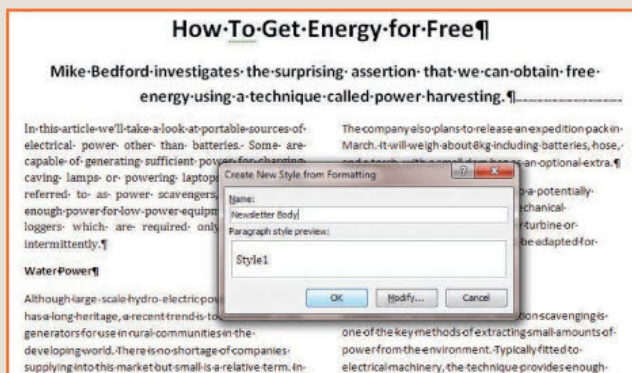 How·To·Get·Energy·for·Free¶
Mike·Bedford·investigates·the·surprising·assertion·that·we·can·obtain·free·
energy·using·a·technique·called·power·harvesting.¶
In·this·article·we'll·take·a·look·at·portable·sources·of·
electrical·power·other·than·batteries.·Some·are·
capable·of·generating·sufficient·power·for·charging·
caving·lamps·or·powering·laptops
referred·to·as·power·scavengers,
enough·power·for·low-power·equipm
loggers·which·are·required·only
intermittently.¶
Water·Power¶
Although·large-scale·hydro-electric·pow
has·a·long·heritage,·a·recent·trend·is·to
generators·for·use·in·rural·communities·in·the·
developing·world.·There·is·no·shortage·of·companies·
supplying·into·this·market·but·small·is·a·relative·term.·In·
The·company·also·plans·to·release·an·expedition·pack·in·
March.·It·will·weigh·about·8kg·including·batteries,·hose,·
an·optional·extra.¶
o·a·potentially·
echanical·
turbine·or·
be·adapted·for·
on·scavenging·is·
one·of·the·key·methods·of·extracting·small·amounts·of·
power·from·the·environment.·Typically·fitted·to·
electrical·machinery,·the·technique·provides·enough·
Create New Style from Formatting
Name:
Newsletter Body
Paragraph style preview:
Style1
OK
Modify...
Cancel